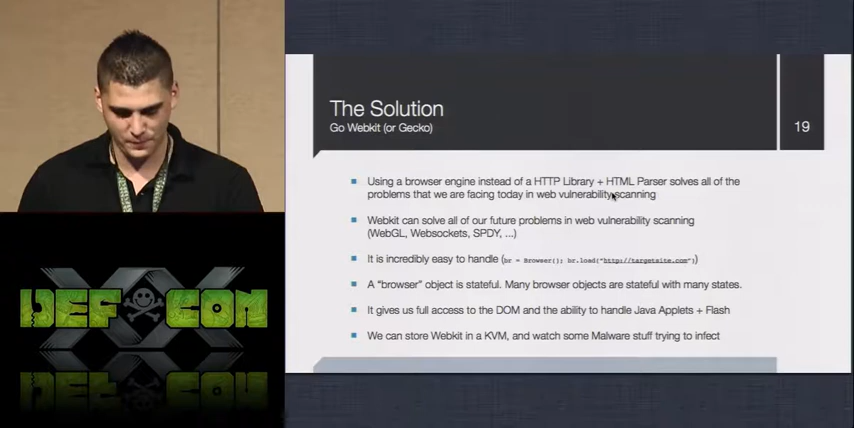 The Solution
Go Webkit (or Gecko)
19
Using a browser engine instead of a HTTP Library + HTML Parser solves all of the
problems that we are facing today in web vulnerability scanning
Webkit can solve all of our future problems in web vulnerability scanning
(WebGL, Websockets, SPDY, ...)
It is incredibly easy to handle (br = Browser(); br.load("http://targetsite.com"))
A "browser" object is stateful. Many browser objects are stateful with many states.
It gives us full access to the DOM and the ability to handle Java Applets + Flash
We can store Webkit in a KVM, and watch some Malware stuff trying to infect
DEF CON
XX